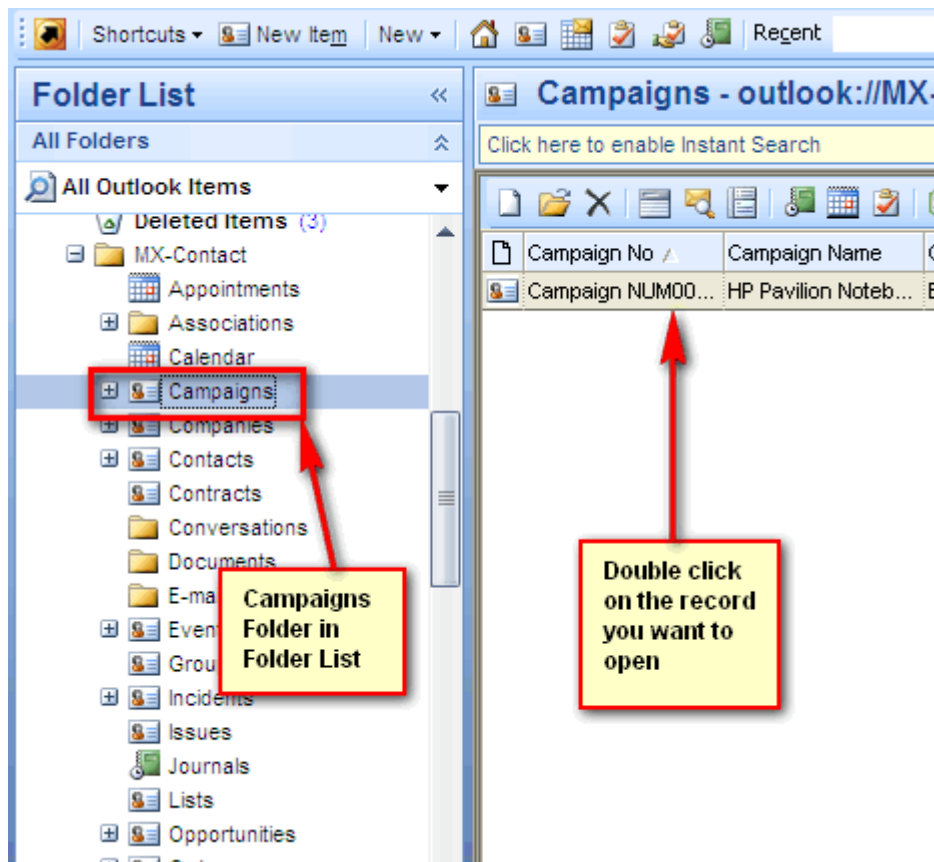 Shortcuts New Item New Recent
Folder List
All Folders
All Outlook Items
Deleted Items (3)
MX-Contact
Appointments
Associations
Calendar
Campaigns
Companies
Contacts
Contracts
Conversations
Documents
E-ma
Even
Grou
Incidents
Issues
Journals
Lists
Opportunities
Campaigns
Folder in
Folder List
Campaigns - outlook://MX-
Click here to enable Instant Search
Campaign No Campaign Name
Campaign NUM00... HP Pavilion Noteb...
Double click
on the record
you want to
open